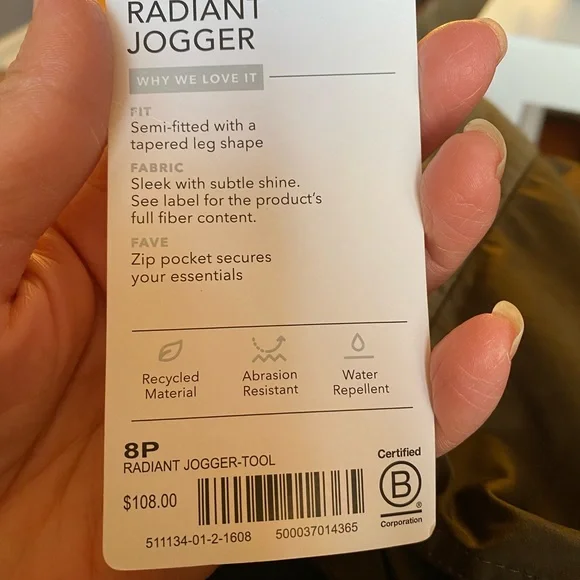 RADIANT
JOGGER
WHY WE LOVE IT
FIT
Semi-fitted with a
tapered leg shape
FABRIC
Sleek with subtle shine.
See label for the product's
full fiber content.
FAVE
Zip pocket secures
your essentials
Recycled
Material
Abrasion
Resistant
Water
Repellent
8P
RADIANT JOGGER-TOOL
$108.00
511134-01-2-1608
500037014365
Certified
B
®
Corporation